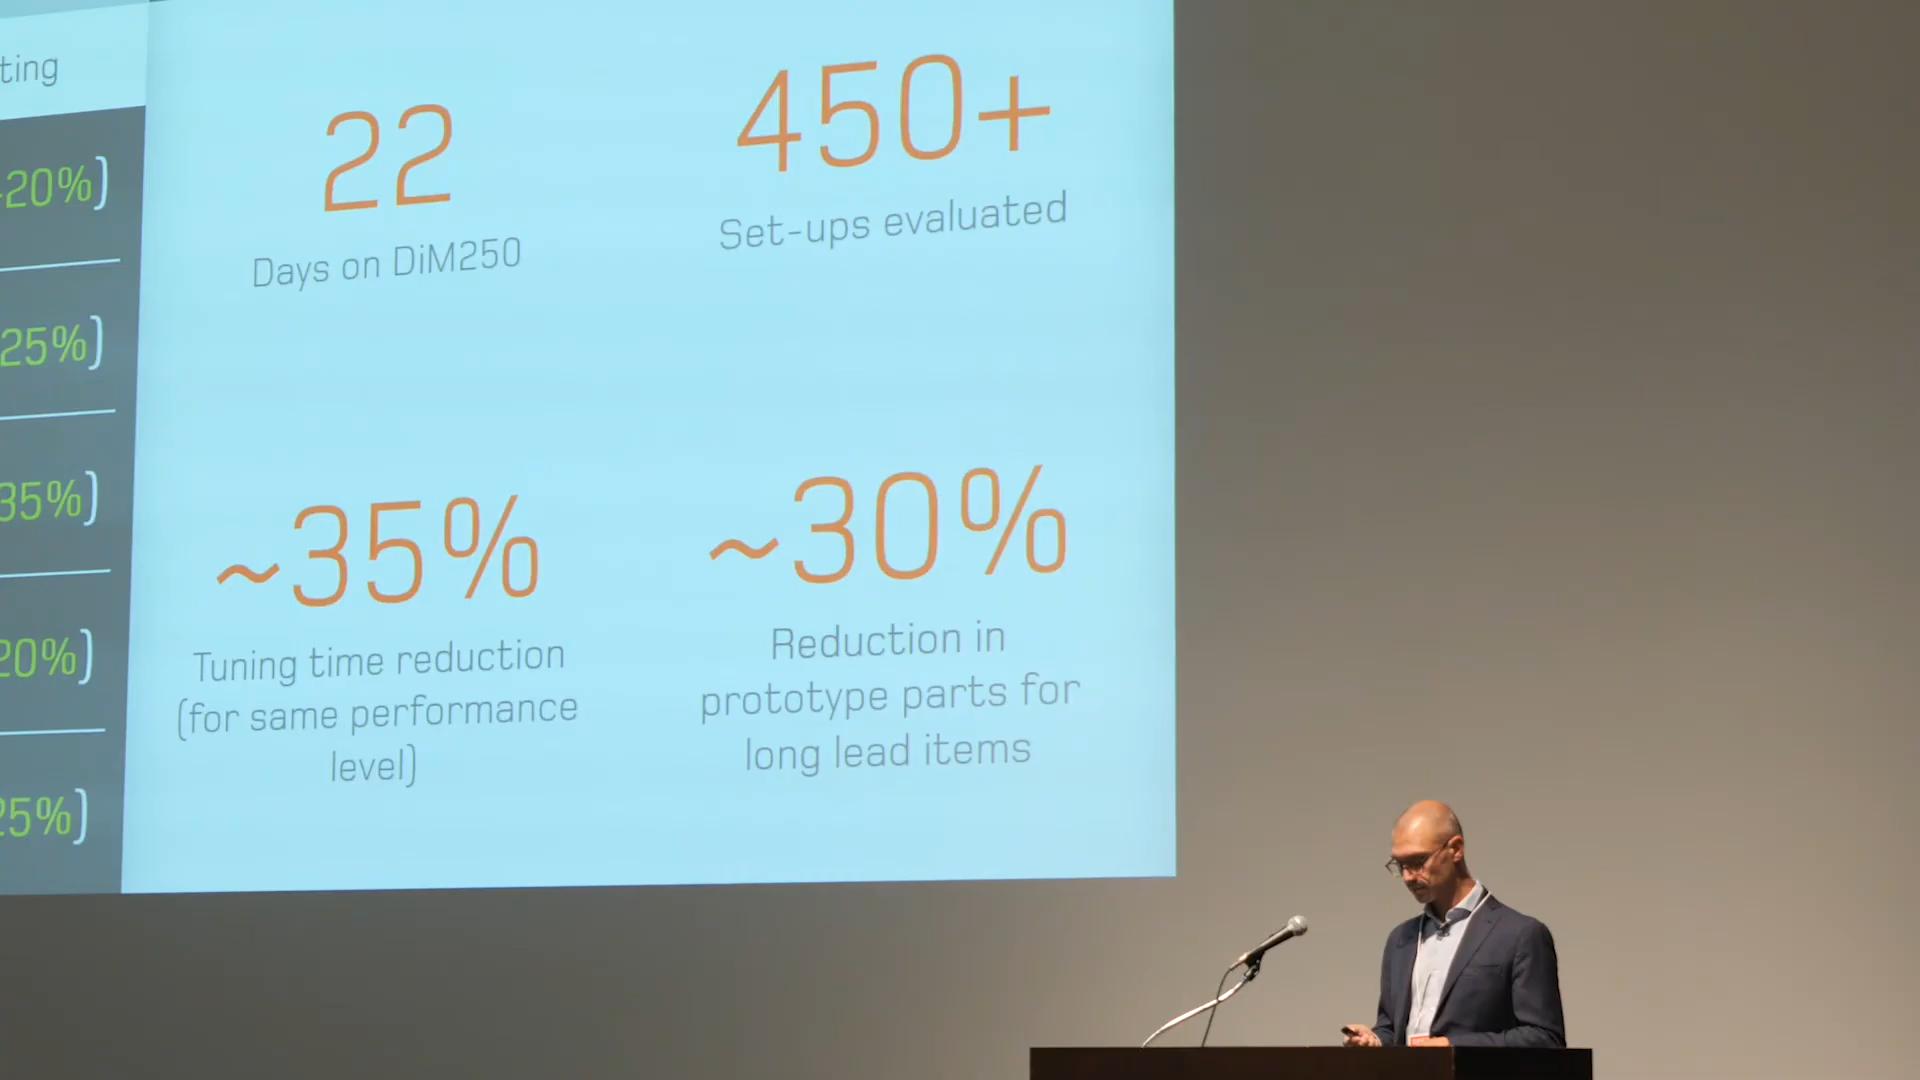 22
Days on DiM250
450+
Set-ups evaluated
~35%
Tuning time reduction
(for same performance
level)
~30%
Reduction in
prototype parts for
long lead items
20%)
25%)
35%)
20%)
25%)